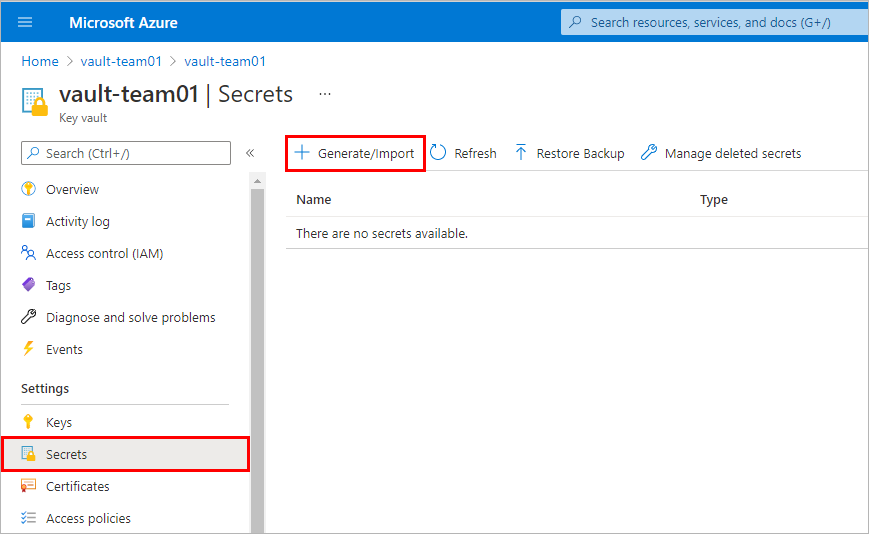 Microsoft Azure
Search resources, services, and docs (G+/)
Home > vault-team01 > vault-team01
vault-team01 | Secrets ...
Key vault
Search (Ctrl+/) «
Generate/Import Refresh Restore Backup Manage deleted secrets
Overview
Activity log
Access control (IAM)
Tags
Diagnose and solve problems
Events
Settings
Keys
Secrets
Certificates
Access policies
Name Type
There are no secrets available.